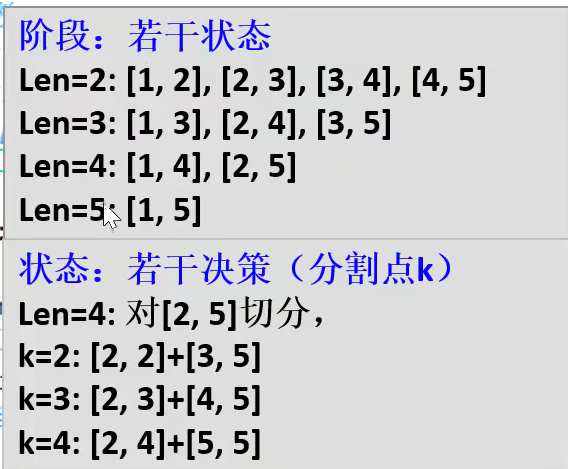 阶段：若干状态
Len=2: [1, 2], [2, 3], [3, 4], [4, 5]
Len=3: [1, 3], [2, 4], [3, 5]
Len=4: [1, 4], [2, 5]
Len=5: [1, 5]
状态：若干决策（分割点k）
Len=4: 对[2, 5]切分，
k=2: [2, 2]+[3, 5]
k=3: [2, 3]+[4, 5]
k=4: [2, 4]+[5, 5]